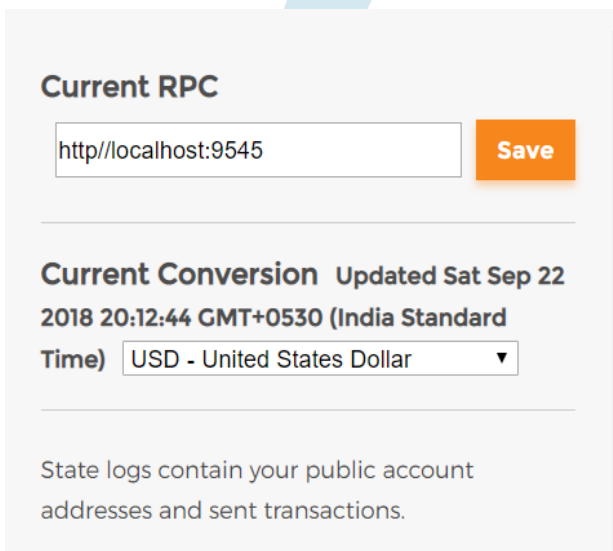 Current RPC
http//localhost:9545
Save
Current Conversion Updated Sat Sep 22
2018 20:12:44 GMT+0530 (India Standard
Time) USD - United States Dollar
State logs contain your public account
addresses and sent transactions.